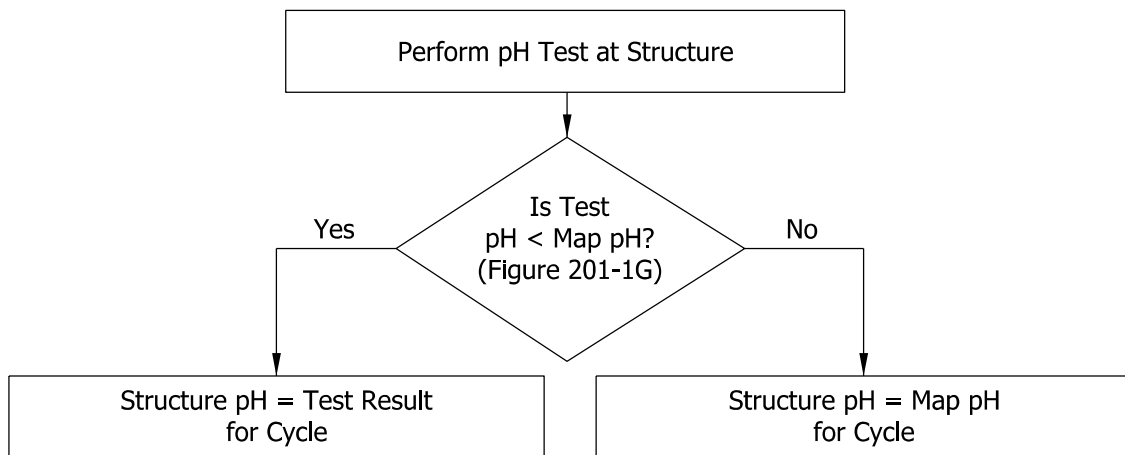 Perform pH Test at Structure
Is Test
pH < Map pH?
(Figure 201-1G)
Yes
No
Structure pH = Test Result
for Cycle
Structure pH = Map pH
for Cycle